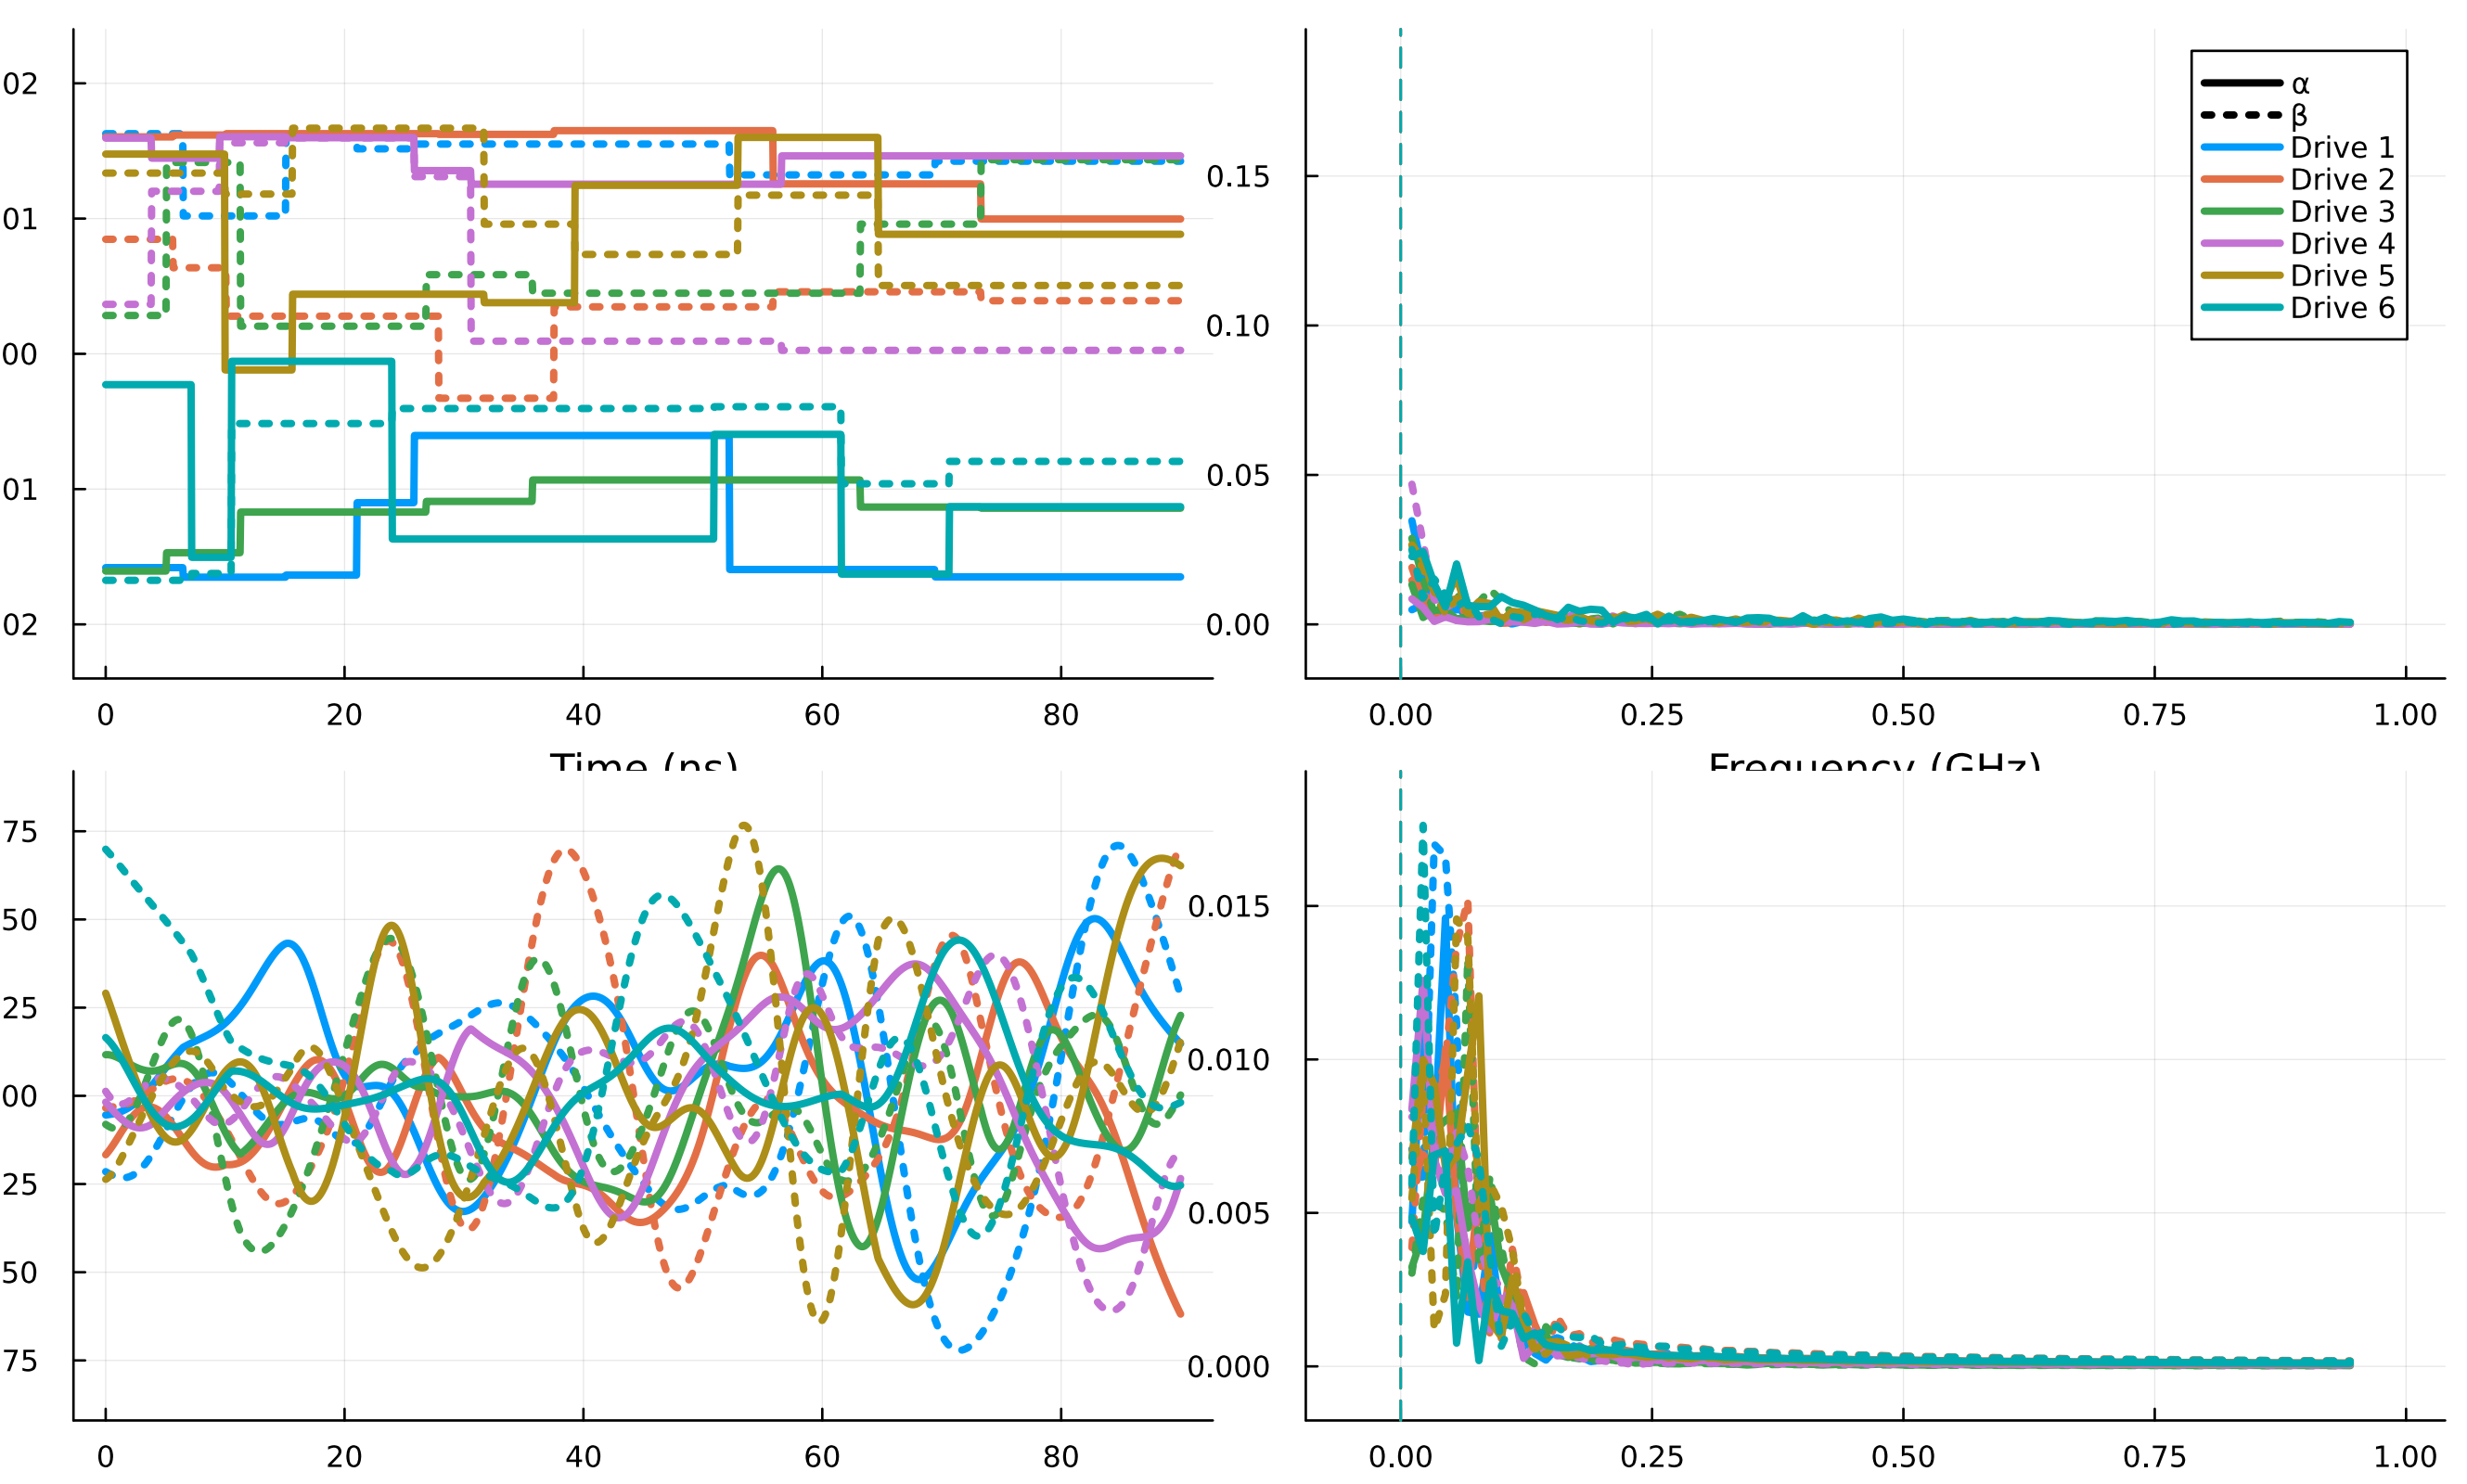 02
01
00
01
02
0 20 40 60 80
Time (ns)
0.15
0.10
0.05
0.00
0.00 0.25 0.50 0.75 1.00
Frequency (GHz)
α
β
Drive 1
Drive 2
Drive 3
Drive 4
Drive 5
Drive 6
75
50
25
00
25
50
75
0 20 40 60 80
0.015
0.010
0.005
0.000
0.00 0.25 0.50 0.75 1.00